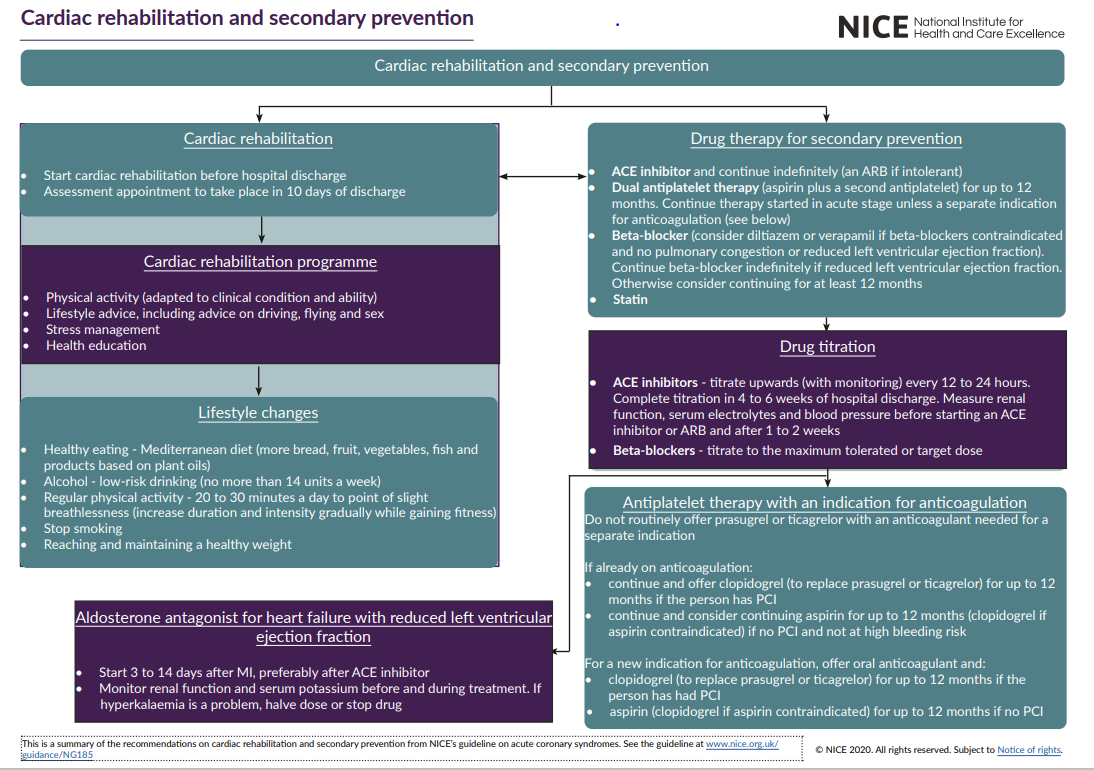 Cardiac rehabilitation and secondary prevention
NICE National Institute for
Health and Care Excellence
Cardiac rehabilitation and secondary prevention
Cardiac rehabilitation
• Start cardiac rehabilitation before hospital discharge
• Assessment appointment to take place in 10 days of discharge
Cardiac rehabilitation programme
• Physical activity (adapted to clinical condition and ability)
• Lifestyle advice, including advice on driving, flying and sex
• Stress management
• Health education
Lifestyle changes
• Healthy eating - Mediterranean diet (more bread, fruit, vegetables, fish and
products based on plant oils)
• Alcohol - low-risk drinking (no more than 14 units a week)
• Regular physical activity - 20 to 30 minutes a day to point of slight
breathlessness (increase duration and intensity gradually while gaining fitness)
• Stop smoking
• Reaching and maintaining a healthy weight
Drug therapy for secondary prevention
• ACE inhibitor and continue indefinitely (an ARB if intolerant)
• Dual antiplatelet therapy (aspirin plus a second antiplatelet) for up to 12
months. Continue therapy started in acute stage unless a separate indication
for anticoagulation (see below)
• Beta-blocker (consider diltiazem or verapamil if beta-blockers contraindicated
and no pulmonary congestion or reduced left ventricular ejection fraction).
Continue beta-blocker indefinitely if reduced left ventricular ejection fraction.
Otherwise consider continuing for at least 12 months
• Statin
Drug titration
• ACE inhibitors - titrate upwards (with monitoring) every 12 to 24 hours.
Complete titration in 4 to 6 weeks of hospital discharge. Measure renal
function, serum electrolytes and blood pressure before starting an ACE
inhibitor or ARB and after 1 to 2 weeks
• Beta-blockers - titrate to the maximum tolerated or target dose
Antiplatelet therapy with an indication for anticoagulation
Do not routinely offer prasugrel or ticagrelor with an anticoagulant needed for a
separate indication
If already on anticoagulation:
• continue and offer clopidogrel (to replace prasugrel or ticagrelor) for up to 12
months if the person has PCI
• continue and consider continuing aspirin for up to 12 months (clopidogrel if
aspirin contraindicated) if no PCI and not at high bleeding risk
For a new indication for anticoagulation, offer oral anticoagulant and:
• clopidogrel (to replace prasugrel or ticagrelor) for up to 12 months if the
person has had PCI
• aspirin (clopidogrel if aspirin contraindicated) for up to 12 months if no PCI
Aldosterone antagonist for heart failure with reduced left ventricular
ejection fraction
• Start 3 to 14 days after MI, preferably after ACE inhibitor
• Monitor renal function and serum potassium before and during treatment. If
hyperkalaemia is a problem, halve dose or stop drug
This is a summary of the recommendations on cardiac rehabilitation and secondary prevention from NICE's guideline on acute coronary syndromes. See the guideline at www.nice.org.uk/
guidance/NG185
© NICE 2020. All rights reserved. Subject to Notice of rights.